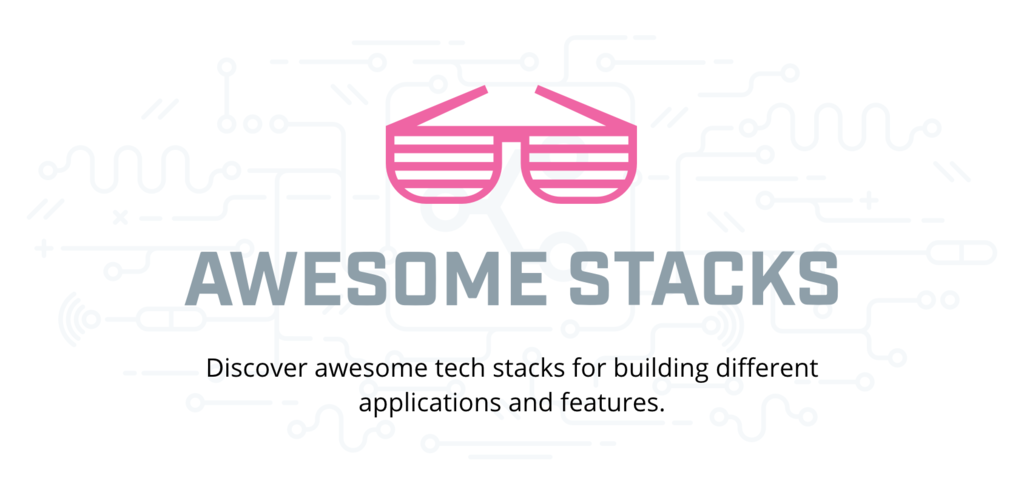 AWESOME STACKS
Discover awesome tech stacks for building different
applications and features.